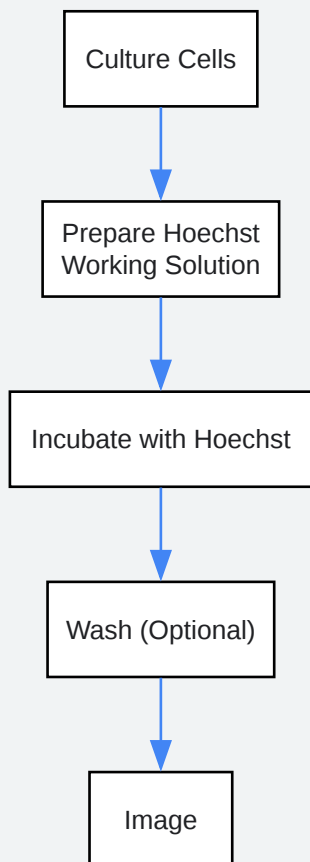 Culture Cells
Prepare Hoechst
Working Solution
Incubate with Hoechst
Wash (Optional)
Image